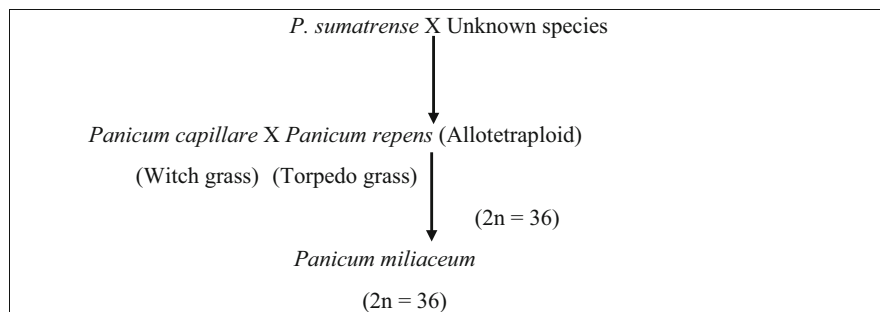 P. sumatrense X Unknown species
Panicum capillare X Panicum repens (Allotetraploid)
(Witch grass) (Torpedo grass)
(2n = 36)
Panicum miliaceum
(2n = 36)